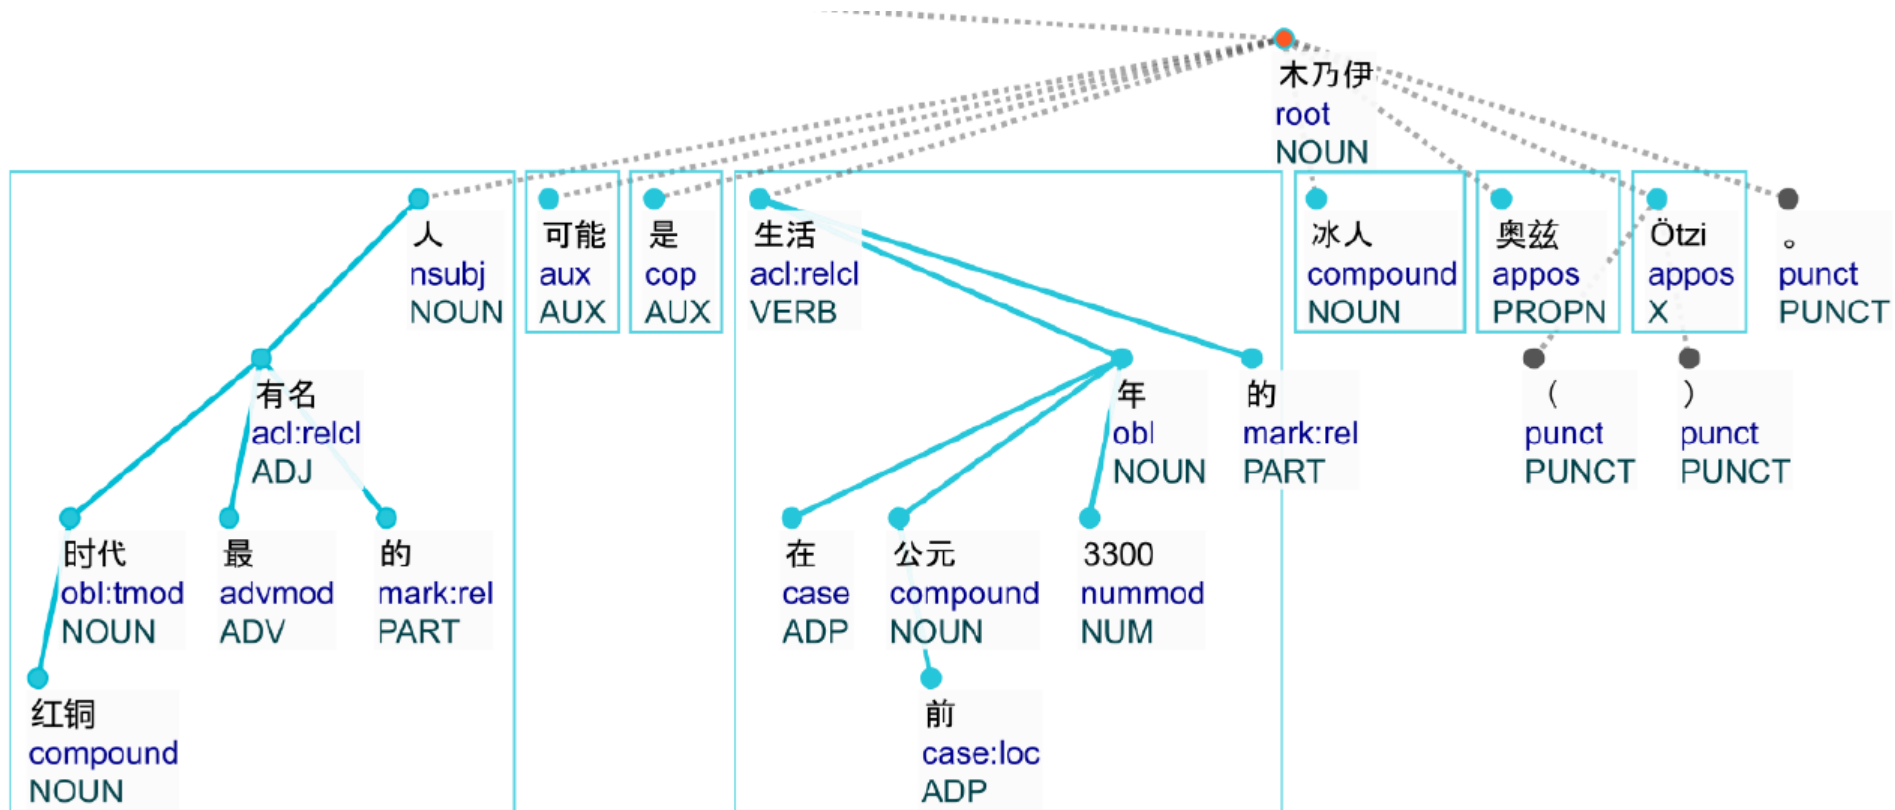 木乃伊
root
NOUN
人
nsubj
NOUN
可能
aux
AUX
是
cop
AUX
生活
acl:relcl
VERB
冰人
compound
NOUN
奥兹
appos
PROPN
Ötzi
appos
X
。
punct
PUNCT
有名
acl:relcl
ADJ
年
obl
NOUN
的
mark:rel
PART
（
punct
PUNCT
）
punct
PUNCT
时代
obl:tmod
NOUN
最
advmod
ADV
的
mark:rel
PART
在
case
ADP
公元
compound
NOUN
3300
nummod
NUM
红铜
compound
NOUN
前
case:loc
ADP